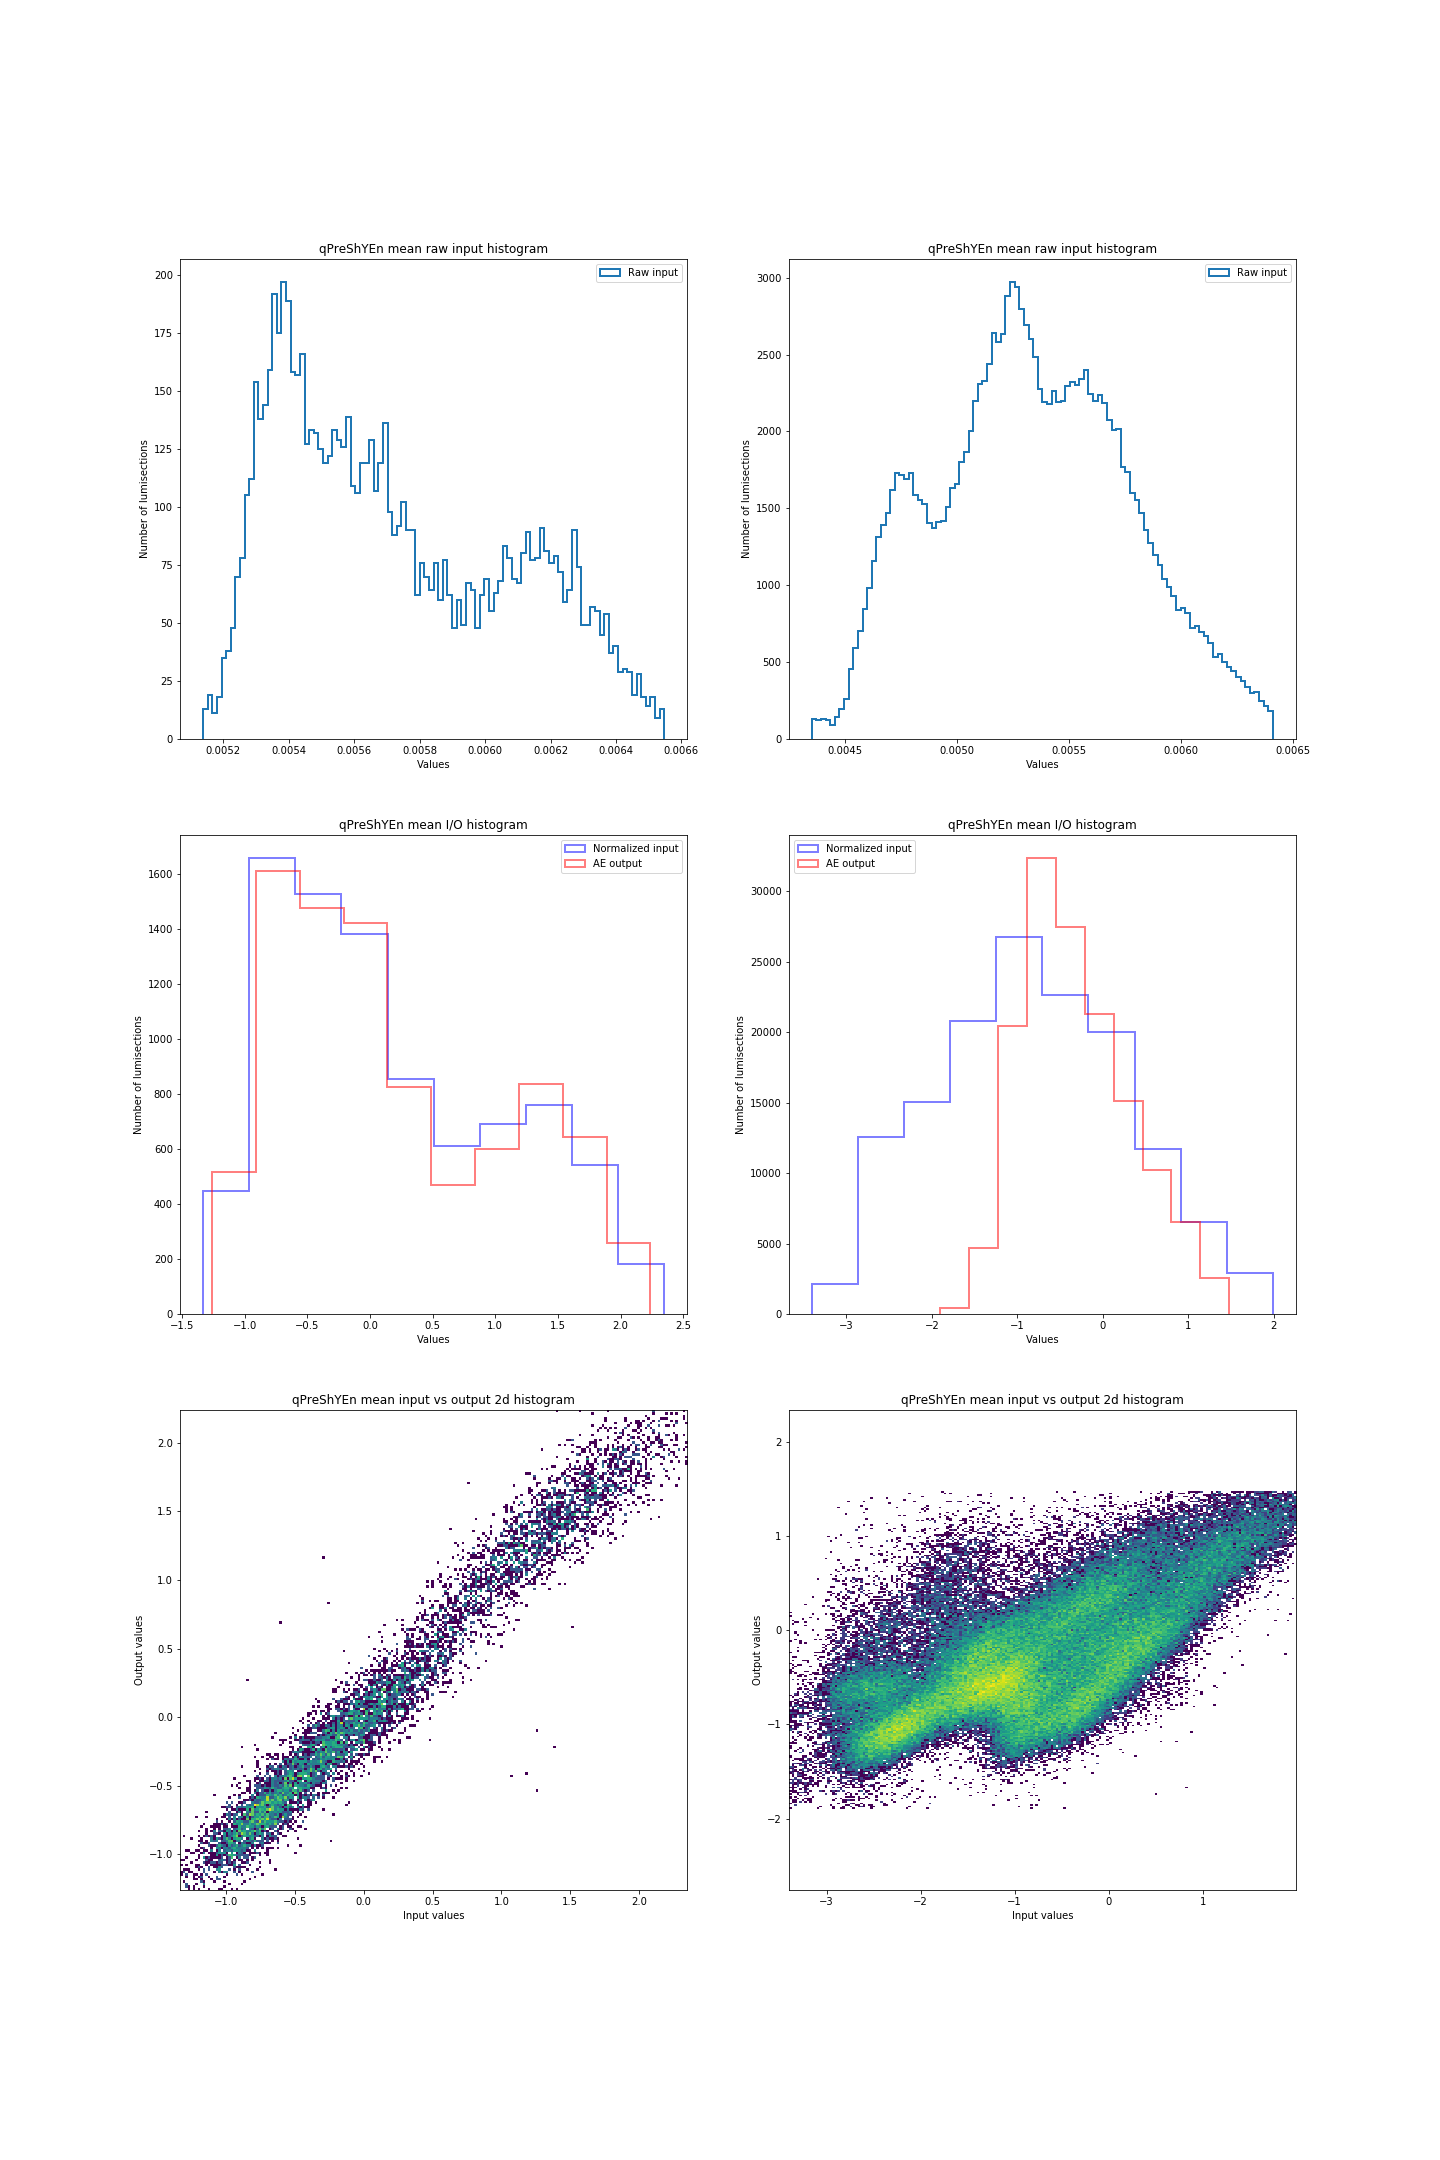 qPreShYEn mean raw input histogram
Raw input
200
175
150
125
100
75
50
25
0
Number of lumisections
0.0052 0.0054 0.0056 0.0058 0.0060 0.0062 0.0064 0.0066
Values
qPreShYEn mean raw input histogram
Raw input
3000
2500
2000
1500
1000
500
0
Number of lumisections
0.0045 0.0050 0.0055 0.0060 0.0065
Values
qPreShYEn mean I/O histogram
Normalized input
AE output
1600
1400
1200
1000
800
600
400
200
0
Number of lumisections
−1.5 −1.0 −0.5 0.0 0.5 1.0 1.5 2.0 2.5
Values
qPreShYEn mean I/O histogram
Normalized input
AE output
30000
25000
20000
15000
10000
5000
0
Number of lumisections
−3 −2 −1 0 1 2
Values
qPreShYEn mean input vs output 2d histogram
2.0
1.5
1.0
0.5
0.0
−0.5
−1.0
Output values
−1.0 −0.5 0.0 0.5 1.0 1.5 2.0
Input values
qPreShYEn mean input vs output 2d histogram
2
1
0
−1
−2
Output values
−3 −2 −1 0 1
Input values